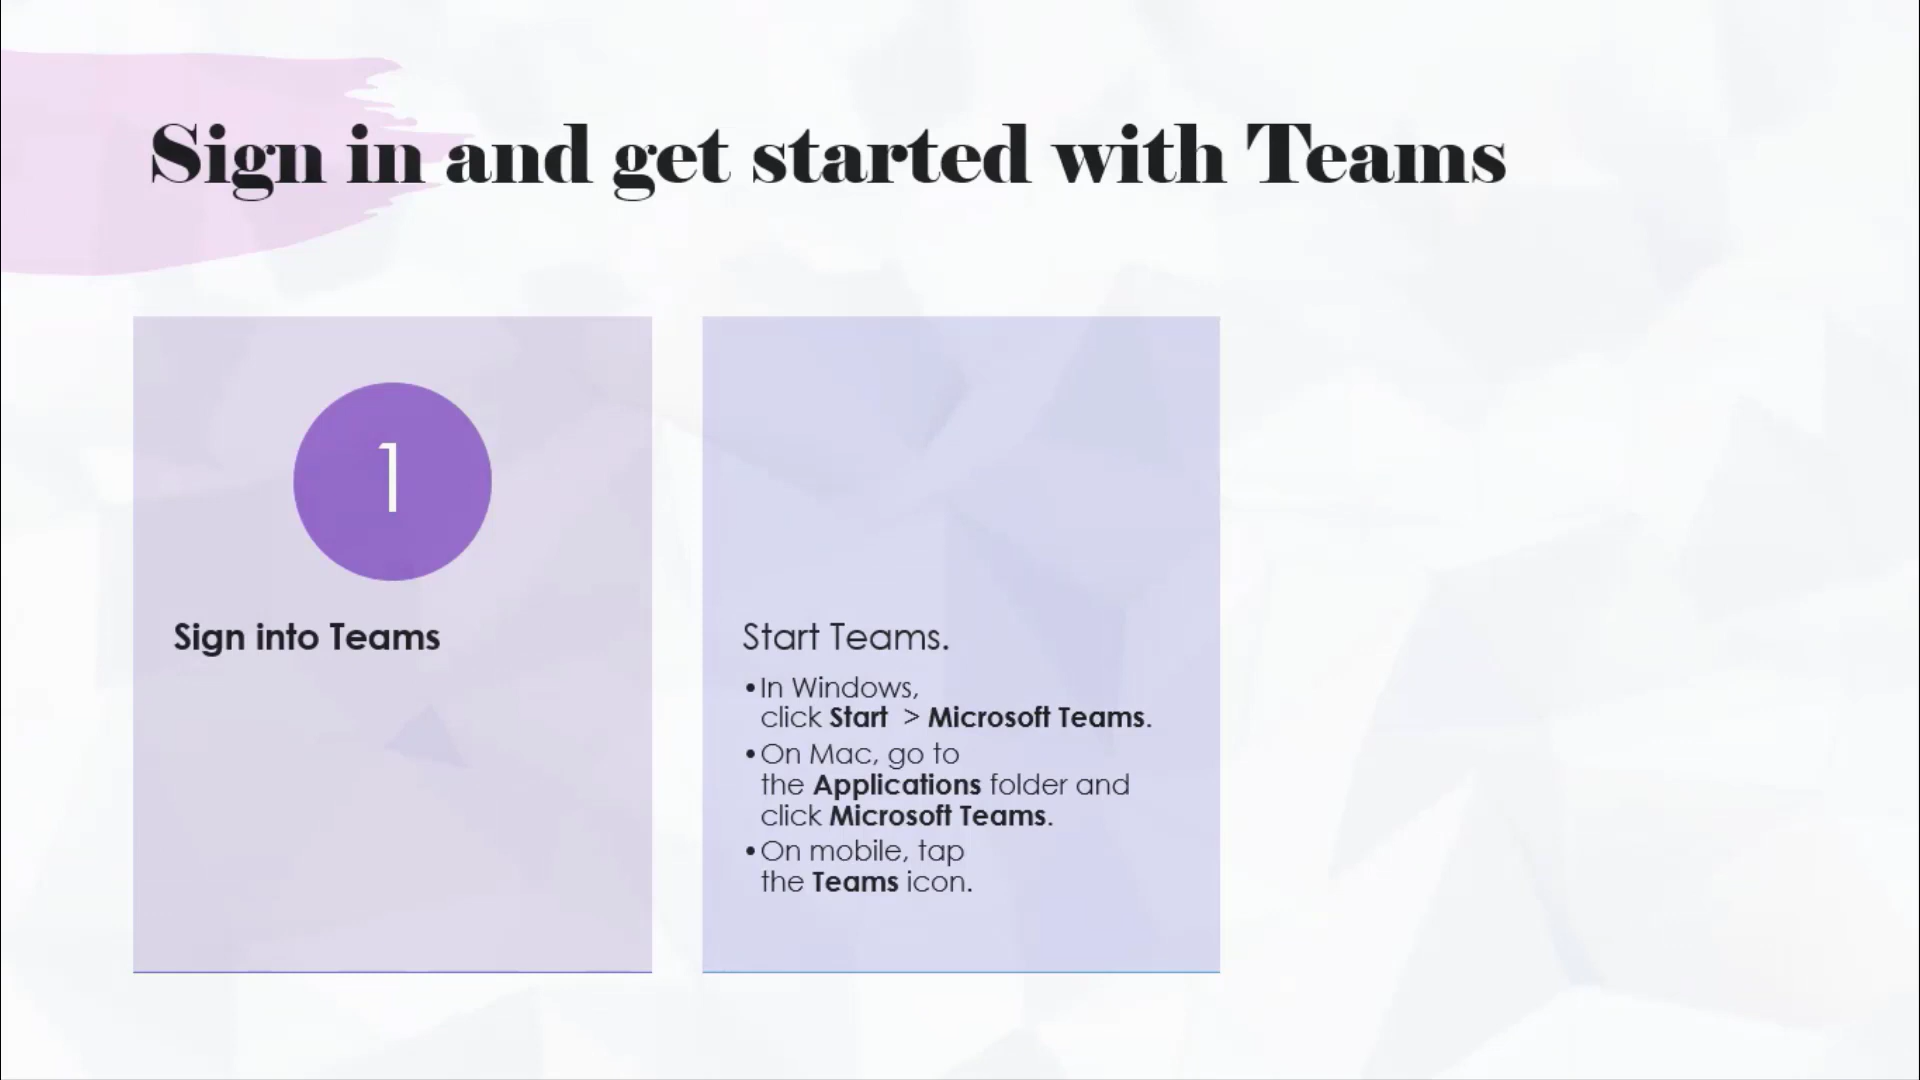 Sign in and get started with Teams
1
Sign into Teams
Start Teams.
•In Windows,
click Start > Microsoft Teams.
•On Mac, go to
the Applications folder and
click Microsoft Teams.
•On mobile, tap
the Teams icon.